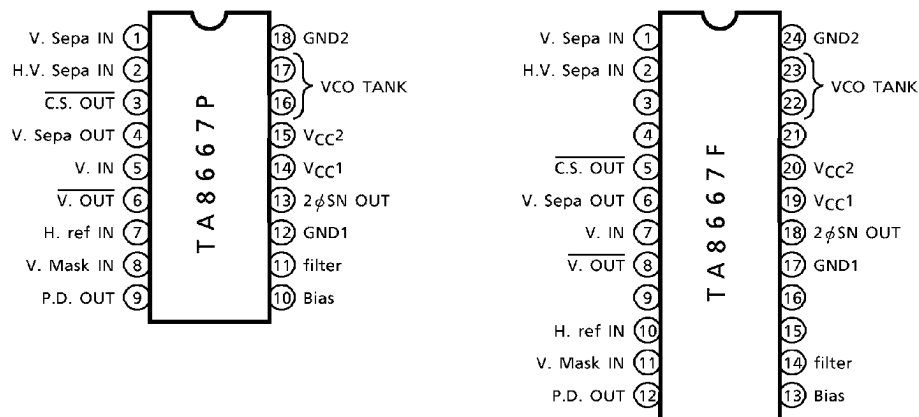 V. Sepa IN 1
H.V. Sepa IN 2
C.S. OUT 3
V. Sepa OUT 4
V. IN 5
V. OUT 6
H. ref IN 7
V. Mask IN 8
P.D. OUT 9
TA8667P
18 GND2
17
16
VCO TANK
15 VCC2
14 VCC1
13 2ϕSN OUT
12 GND1
11 filter
10 Bias
V. Sepa IN 1
H.V. Sepa IN 2
3
4
C.S. OUT 5
V. Sepa OUT 6
V. IN 7
V. OUT 8
9
H. ref IN 10
V. Mask IN 11
P.D. OUT 12
TA8667F
24 GND2
23
22
VCO TANK
21
20 VCC2
19 VCC1
18 2ϕSN OUT
17 GND1
16
15
14 filter
13 Bias